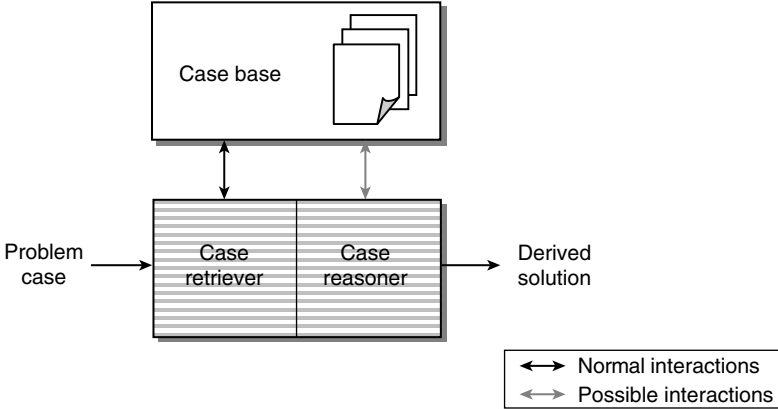 Case base
Problem
case
Case
retriever
Case
reasoner
Derived
solution
Normal interactions
Possible interactions